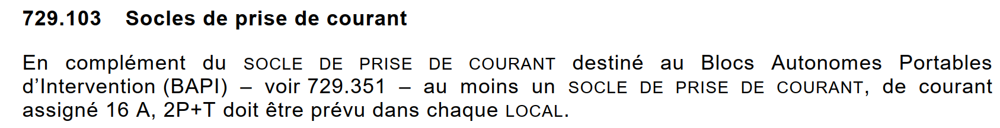 729.103 Socles de prise de courant
En complément du SOCLE DE PRISE DE COURANT destiné au Blocs Autonomes Portables
d’Intervention (BAPI) – voir 729.351 – au moins un SOCLE DE PRISE DE COURANT, de courant
assigné 16 A, 2P+T doit être prévu dans chaque LOCAL.